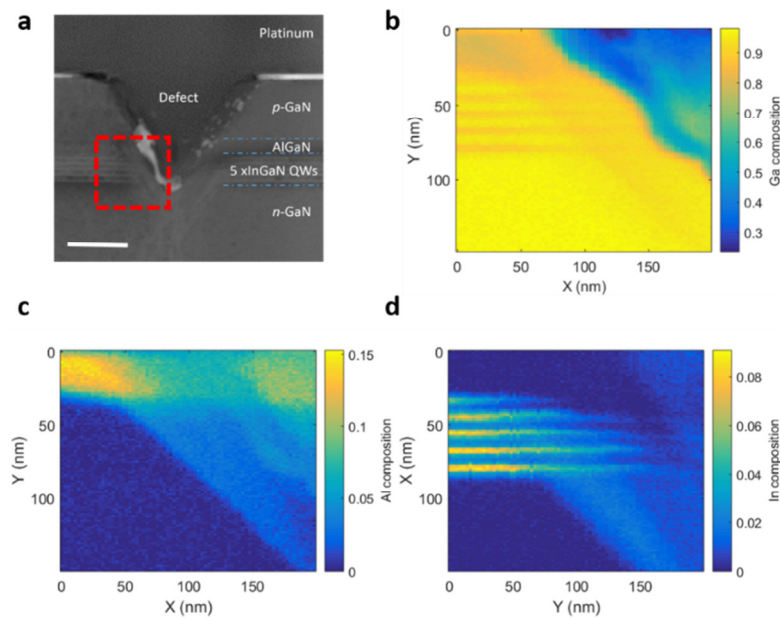 a
Platinum
Defect
p-GaN
AlGaN
5 xInGaN QWs
n-GaN
b
0
50
100
Y (nm)
0 50 100 150
X (nm)
0.9
0.8
0.7
0.6
0.5
0.4
0.3
Ga composition
c
0
50
100
Y (nm)
0 50 100 150
X (nm)
0.15
0.1
0.05
0
Al composition
d
0
50
100
X (nm)
0 50 100 150
Y (nm)
0.08
0.06
0.04
0.02
0
In composition